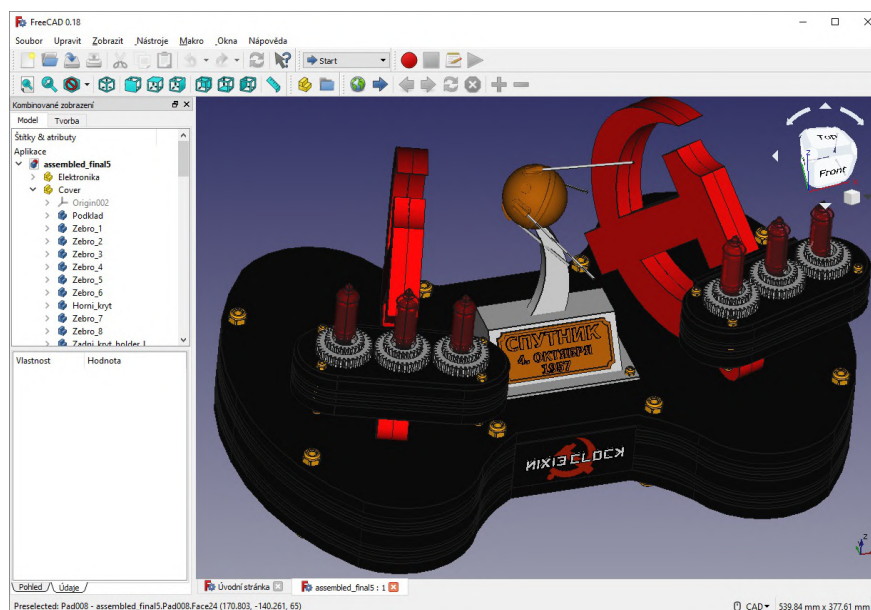 FreeCAD 0.18
Soubor Upravit Zobrazit Nástroje Makro Okna Nápověda
Start
Kombinované zobrazení
Model Tvorba
Štítky & atributy
Aplikace
assembled_final5
Elektronika
Cover
Origin002
Podklad
Zebro_1
Zebro_2
Zebro_3
Zebro_4
Zebro_5
Zebro_6
Horni_kryt
Zebro_7
Zebro_8
Zadni_kryt_holder_l
Vlastnost Hodnota
Top
Front
Z
СПУТНИК
4. ОКТЯБРЯ
1957
NIXIE CLOCK
Z
Pohled Údaje
Úvodní stránka assembled_final5 : 1
Preselected: Pad008 - assembled_final5.Pad008.Face24 (170.803, -140.261, 65) CAD 539.84 mm x 377.61 mm